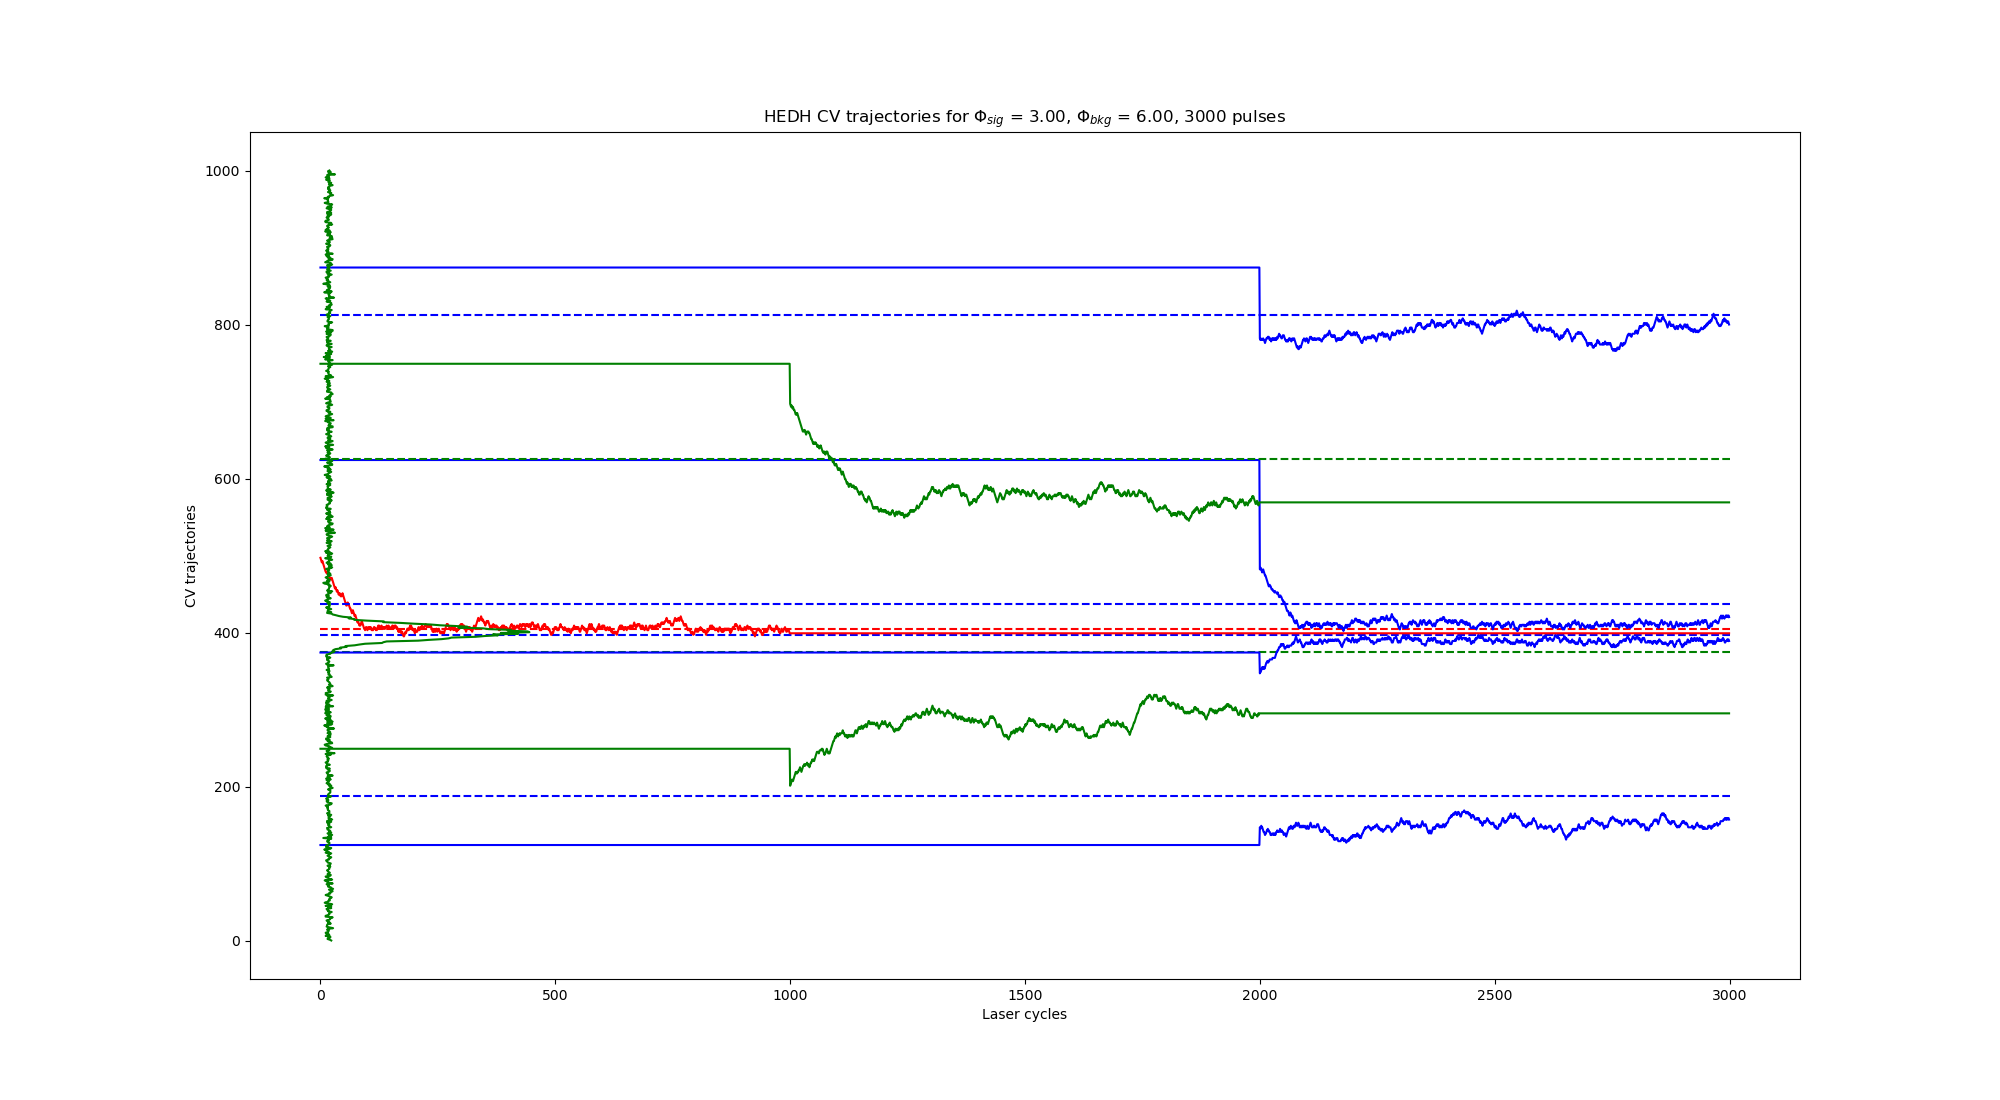 HEDH CV trajectories for Φsig = 3.00, Φbkg = 6.00, 3000 pulses
1000
800
600
400
200
0
CV trajectories
0 500 1000 1500 2000 2500 3000
Laser cycles